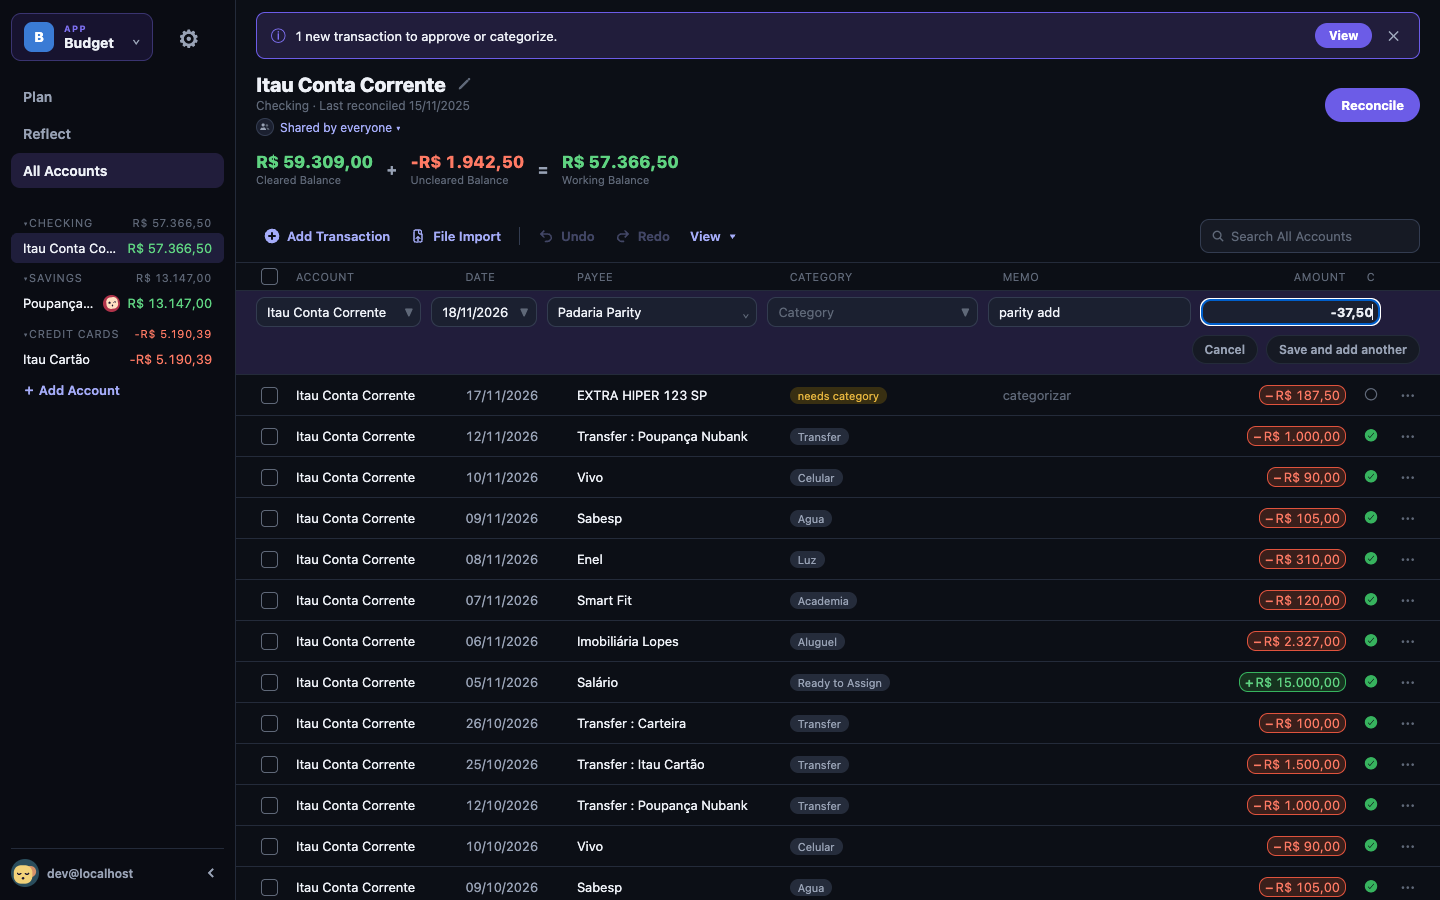 B
APP
Budget
Plan
Reflect
All Accounts
CHECKING R$ 57.366,50
Itau Conta Co... R$ 57.366,50
SAVINGS R$ 13.147,00
Poupança... R$ 13.147,00
CREDIT CARDS -R$ 5.190,39
Itau Cartão -R$ 5.190,39
+ Add Account
dev@localhost
1 new transaction to approve or categorize.
View
Itau Conta Corrente
Reconcile
Checking · Last reconciled 15/11/2025
Shared by everyone
R$ 59.309,00 + -R$ 1.942,50 = R$ 57.366,50
Cleared Balance Uncleared Balance Working Balance
Add Transaction File Import Undo Redo View Search All Accounts
ACCOUNT DATE PAYEE CATEGORY MEMO AMOUNT C
Itau Conta Corrente 18/11/2026 Padaria Parity Category parity add -37,50
Cancel Save and add another
Itau Conta Corrente 17/11/2026 EXTRA HIPER 123 SP needs category categorizar −R$ 187,50
Itau Conta Corrente 12/11/2026 Transfer : Poupança Nubank Transfer −R$ 1.000,00
Itau Conta Corrente 10/11/2026 Vivo Celular −R$ 90,00
Itau Conta Corrente 09/11/2026 Sabesp Agua −R$ 105,00
Itau Conta Corrente 08/11/2026 Enel Luz −R$ 310,00
Itau Conta Corrente 07/11/2026 Smart Fit Academia −R$ 120,00
Itau Conta Corrente 06/11/2026 Imobiliária Lopes Aluguel −R$ 2.327,00
Itau Conta Corrente 05/11/2026 Salário Ready to Assign +R$ 15.000,00
Itau Conta Corrente 26/10/2026 Transfer : Carteira Transfer −R$ 100,00
Itau Conta Corrente 25/10/2026 Transfer : Itau Cartão Transfer −R$ 1.500,00
Itau Conta Corrente 12/10/2026 Transfer : Poupança Nubank Transfer −R$ 1.000,00
Itau Conta Corrente 10/10/2026 Vivo Celular −R$ 90,00
Itau Conta Corrente 09/10/2026 Sabesp Agua −R$ 105,00